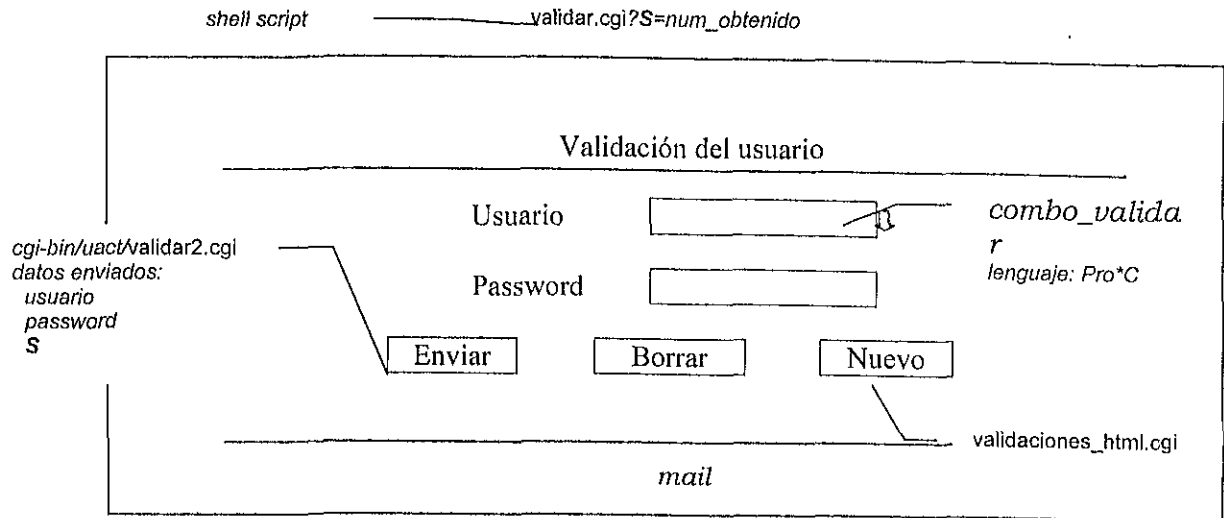 shell script validar.cgi?S=num_obtenido
Validación del usuario
Usuario
combo_valida
r
lenguaje: Pro*C
cgi-bin/uact/validar2.cgi
datos enviados:
usuario
password
S
Password
Enviar Borrar Nuevo
validaciones_html.cgi
mail